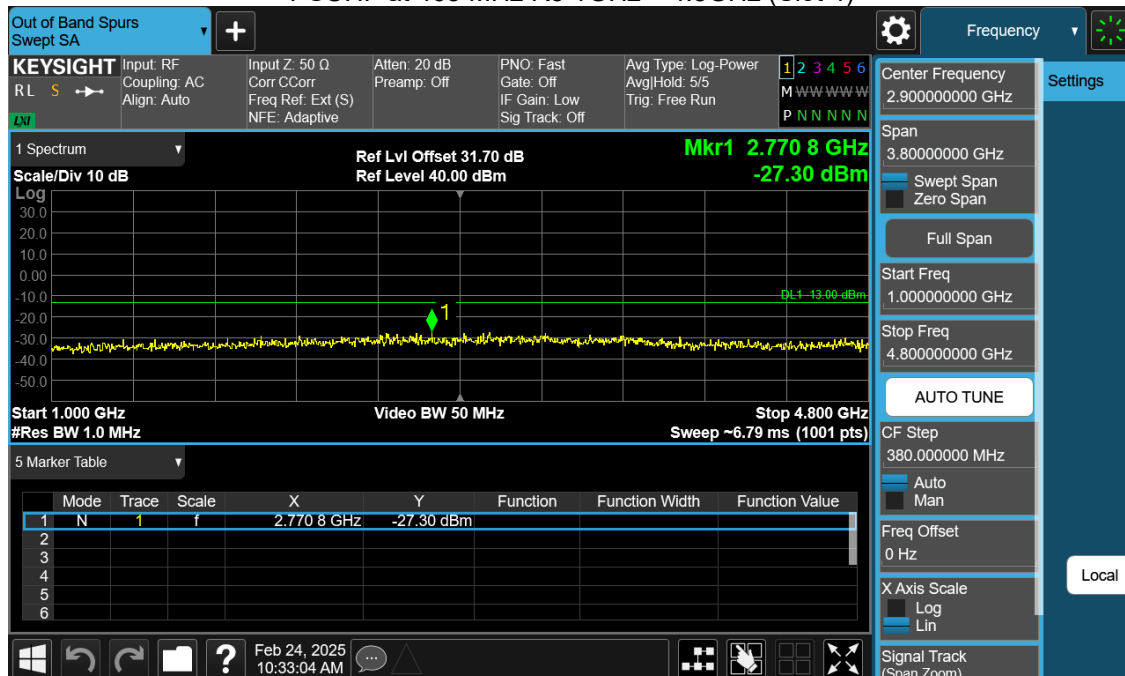 Out of Band Spurs
Swept SA
Frequency
KEYSIGHT
R L S
LXI
Input: RF
Coupling: AC
Align: Auto
Input Z: 50 Ω
Corr CCorr
Freq Ref: Ext (S)
NFE: Adaptive
Atten: 20 dB
Preamp: Off
PNO: Fast
Gate: Off
IF Gain: Low
Sig Track: Off
Avg Type: Log-Power
Avg|Hold: 5/5
Trig: Free Run
1 2 3 4 5 6
M W W W W W
P N N N N N
1 Spectrum
Scale/Div 10 dB
Ref Lvl Offset 31.70 dB
Ref Level 40.00 dBm
Mkr1 2.770 8 GHz
-27.30 dBm
Log
30.0
20.0
10.0
0.00
-10.0
-20.0
-30.0
-40.0
-50.0
DL1 -13.00 dBm
1
Start 1.000 GHz
#Res BW 1.0 MHz
Video BW 50 MHz
Stop 4.800 GHz
Sweep ~6.79 ms (1001 pts)
5 Marker Table
Mode Trace Scale X Y Function Function Width Function Value
1 N 1 f 2.770 8 GHz -27.30 dBm
2
3
4
5
6
Feb 24, 2025
10:33:04 AM
Center Frequency
2.900000000 GHz
Span
3.80000000 GHz
Swept Span
Zero Span
Full Span
Start Freq
1.000000000 GHz
Stop Freq
4.800000000 GHz
AUTO TUNE
CF Step
380.000000 MHz
Auto
Man
Freq Offset
0 Hz
X Axis Scale
Log
Lin
Signal Track
(Span Zoom)
Settings
Local